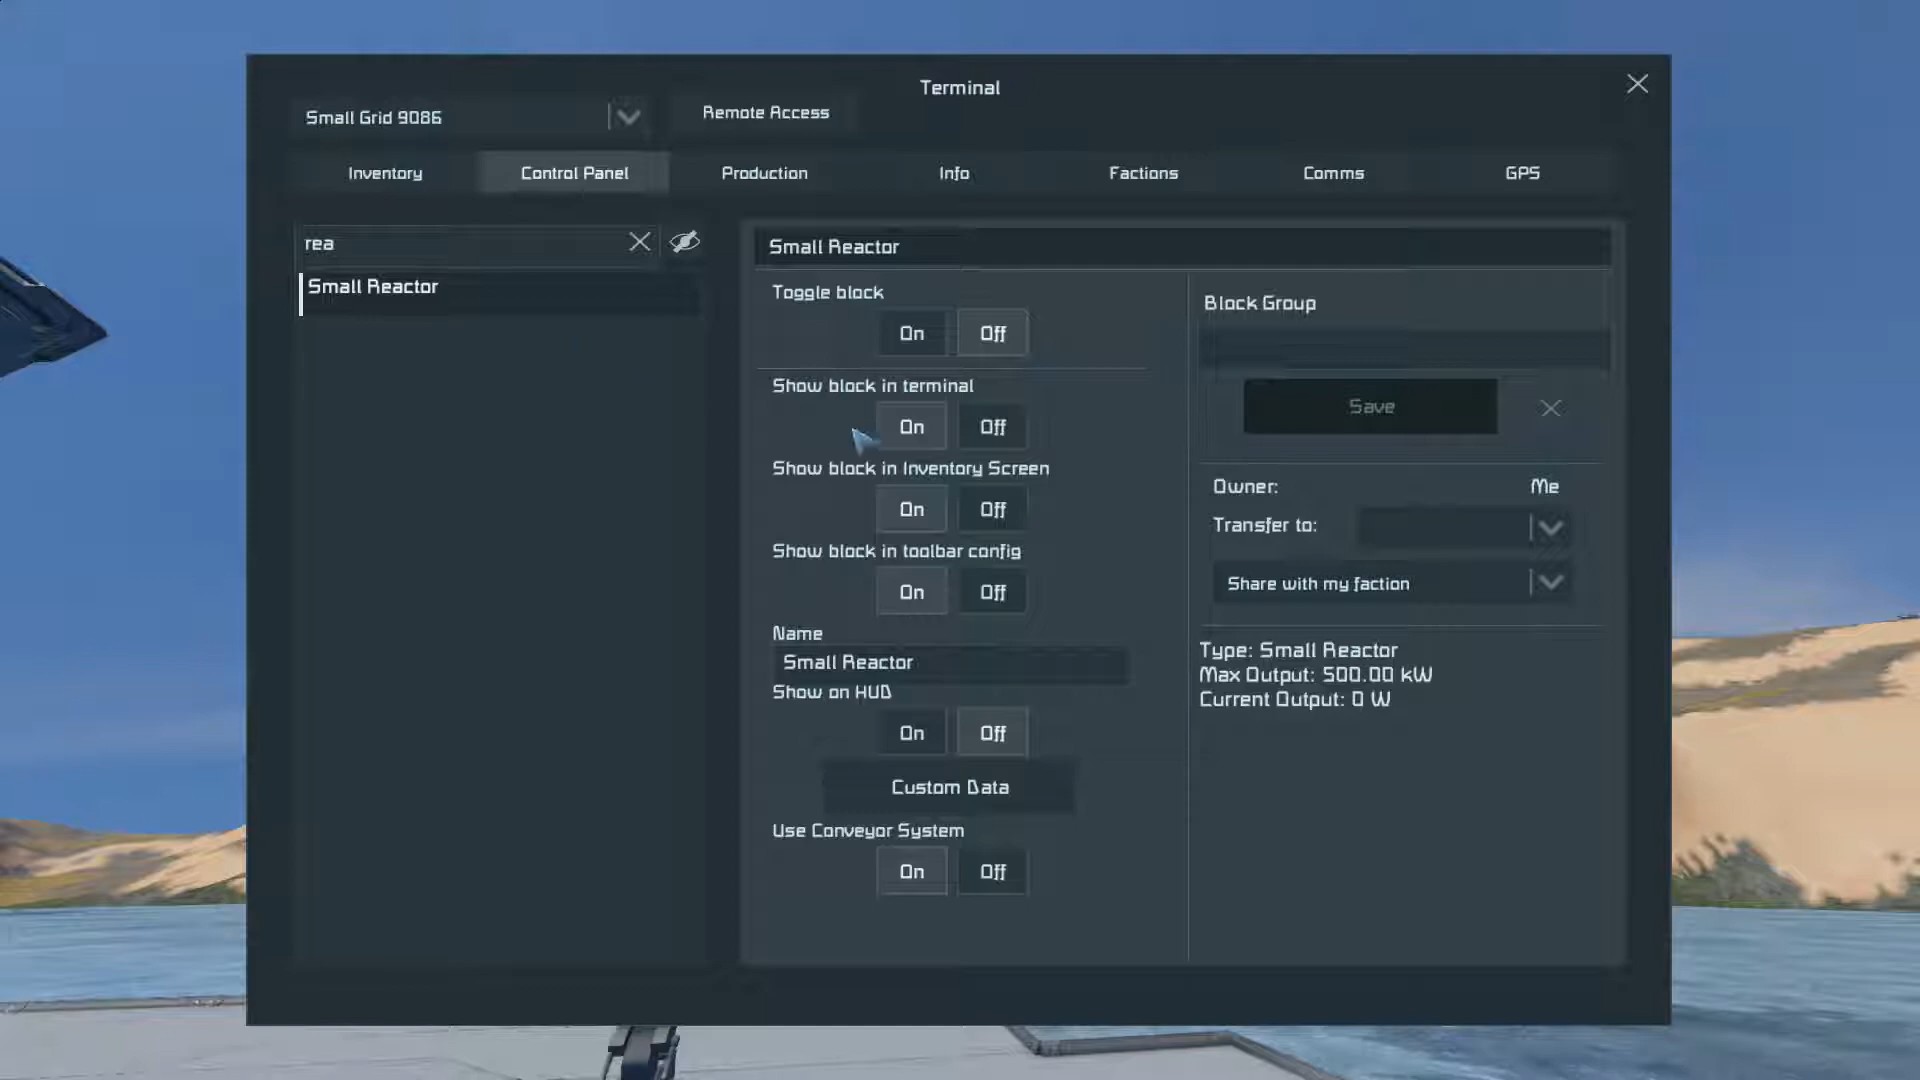 Terminal
Small Grid 9086
Remote Access
Inventory
Control Panel
Production
Info
Factions
Comms
GPS
rea
Small Reactor
Small Reactor
Toggle block
On
Off
Show block in terminal
On
Off
Show block in Inventory Screen
On
Off
Show block in toolbar config
On
Off
Name
Small Reactor
Show on HUD
On
Off
Custom Data
Use Conveyor System
On
Off
Block Group
Save
Owner:
Me
Transfer to:
Share with my faction
Type: Small Reactor
Max Output: 500.00 kW
Current Output: 0 W